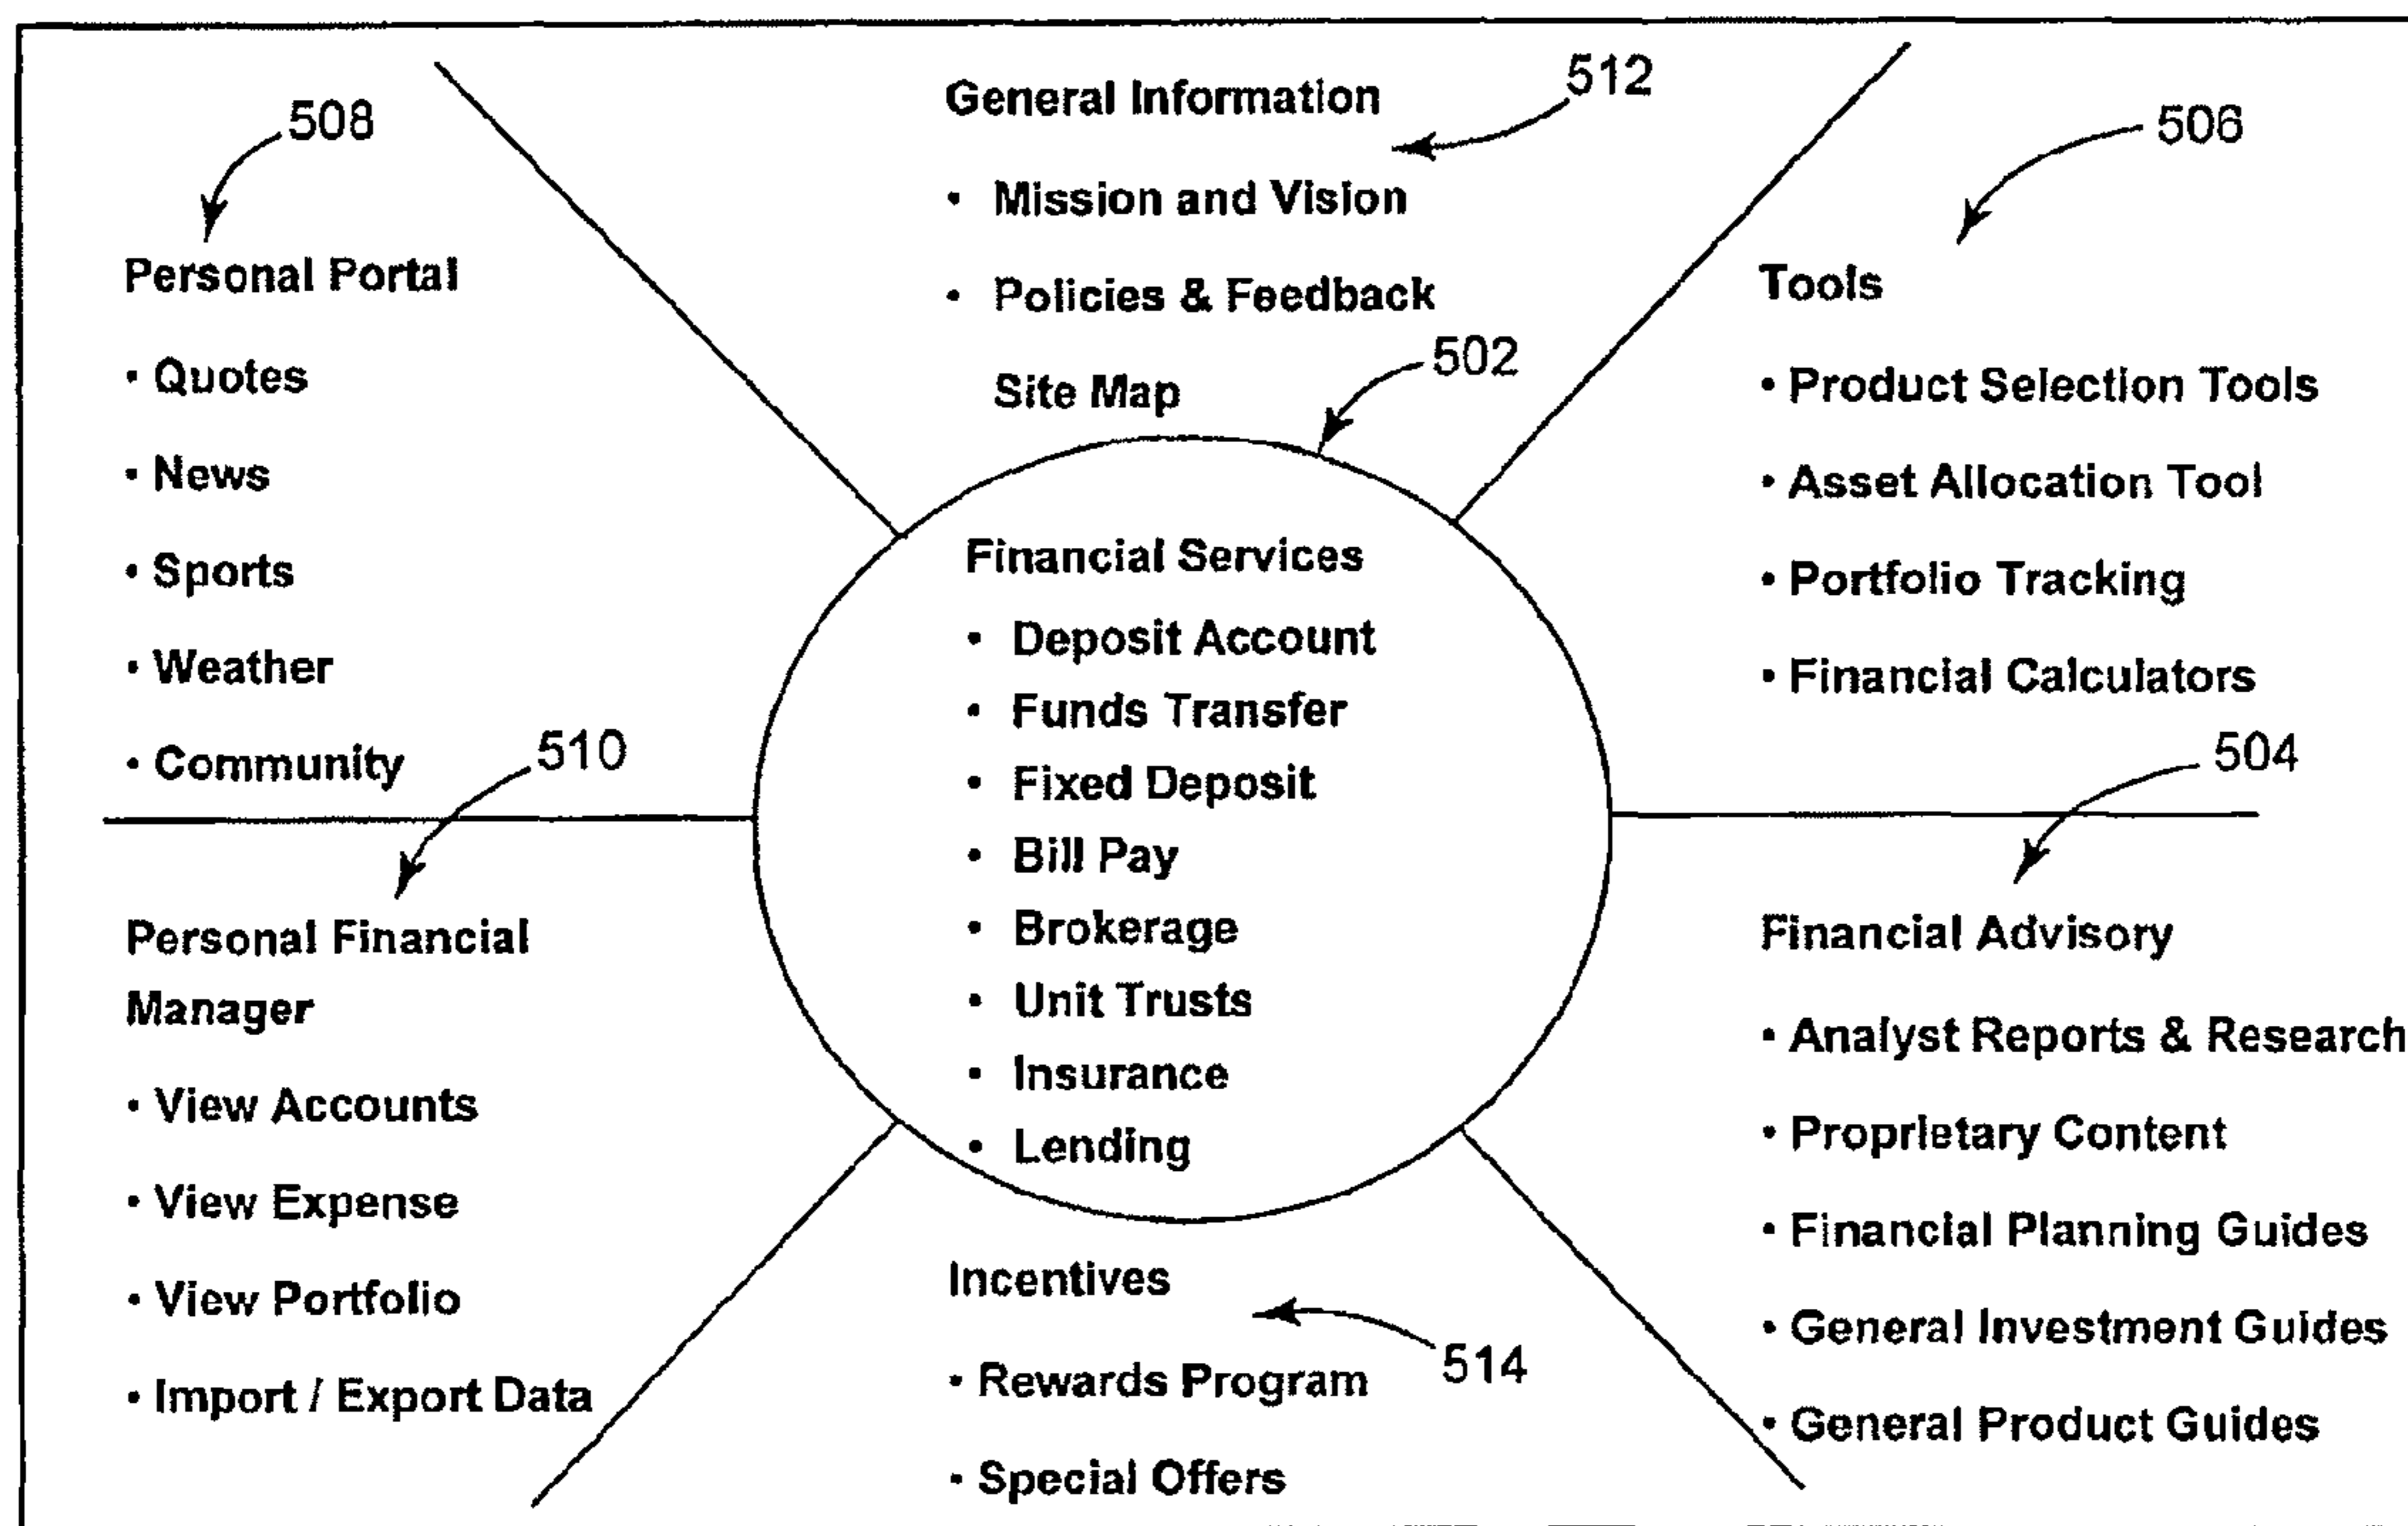 508
Personal Portal
• Quotes
• News
• Sports
• Weather
• Community
512
General Information
• Mission and Vision
• Policies & Feedback
Site Map
506
Tools
• Product Selection Tools
• Asset Allocation Tool
• Portfolio Tracking
• Financial Calculators
502
Financial Services
• Deposit Account
• Funds Transfer
• Fixed Deposit
• Bill Pay
• Brokerage
• Unit Trusts
• Insurance
• Lending
510
Personal Financial
Manager
• View Accounts
• View Expense
• View Portfolio
• Import / Export Data
514
Incentives
• Rewards Program
• Special Offers
504
Financial Advisory
• Analyst Reports & Research
• Proprietary Content
• Financial Planning Guides
• General Investment Guides
• General Product Guides